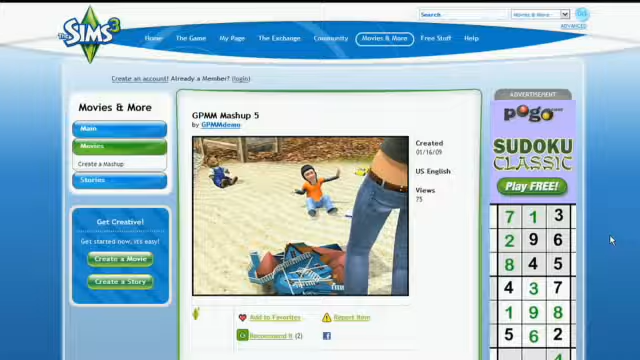 Search
Movies & More
GO
ADVANCED
THE SIMS 3
Home
The Game
My Page
The Exchange
Community
Movies & More
Free Stuff
Help
Create an account! Already a Member? (login)
Movies & More
Main
Movies
Create a Mashup
Stories
Get Creative!
Get started now, its easy!
Create a Movie
Create a Story
GPMM Mashup 5
by GPMMdemo
Created
01/16/09
US English
Views
75
Add to Favorites
Report Item
Recommend It (2)
ADVERTISEMENT
pogo
SUDOKU
CLASSIC
Play FREE!
7 1 3
2 9 6
8 4 5
4 3 7
1 9 8
5 6 2